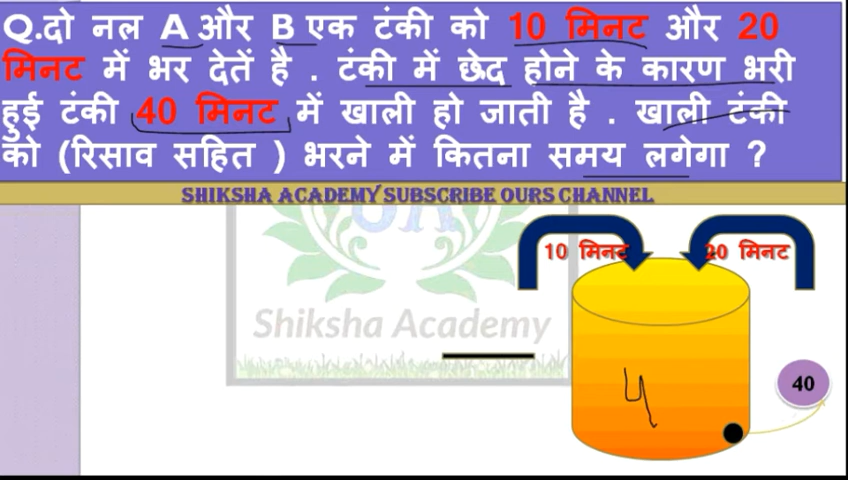 Q.दो नल A और B एक टंकी को 10 मिनट और 20
मिनट में भर देतें है . टंकी में छेद होने के कारण भरी
हुई टंकी 40 मिनट में खाली हो जाती है . खाली टंकी
को (रिसाव सहित ) भरने में कितना समय लगेगा ?
SHIKSHA ACADEMY SUBSCRIBE OURS CHANNEL
10 मिनट
20 मिनट
Shiksha Academy
40